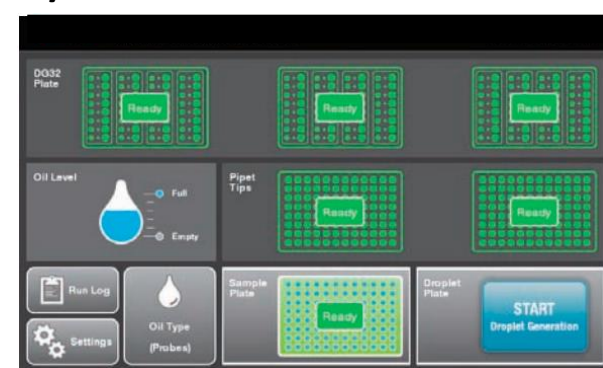 DG32
Plate
Ready
Ready
Ready
Oil Level
Full
Empty
Pipet
Tips
Ready
Ready
Run Log
Settings
Oil Type
(Probes)
Sample
Plate
Ready
Droplet
Plate
START
Droplet Generation